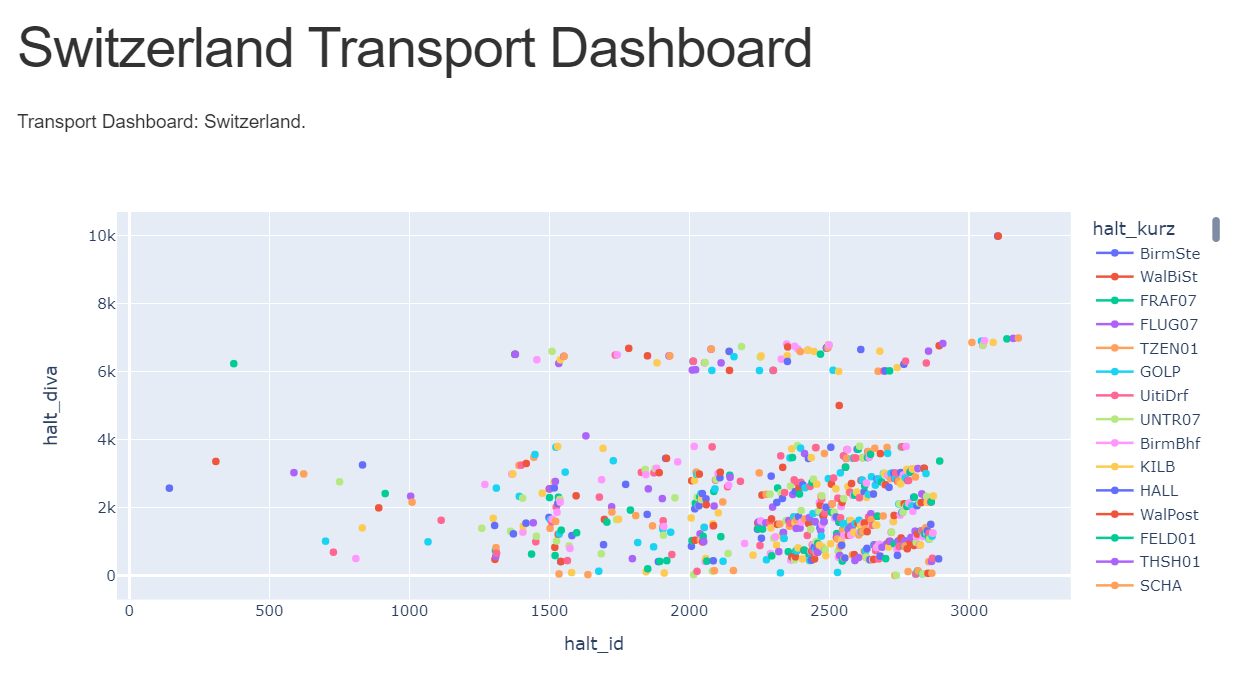 Switzerland Transport Dashboard
Transport Dashboard: Switzerland.
halt_diva
10k
8k
6k
4k
2k
0
0
500
1000
1500
2000
2500
3000
halt_id
halt_kurz
BirmSte
WalBiSt
FRAF07
FLUG07
TZEN01
GOLP
UitiDrf
UNTR07
BirmBhf
KILB
HALL
WalPost
FELD01
THSH01
SCHA